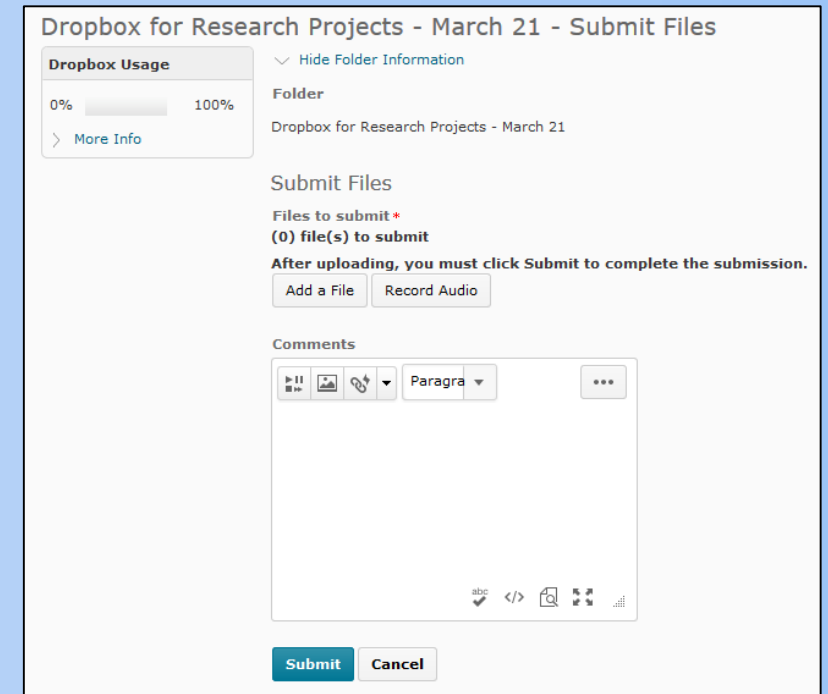 Dropbox for Research Projects - March 21 - Submit Files
Dropbox Usage
0% 100%
More Info
Hide Folder Information
Folder
Dropbox for Research Projects - March 21
Submit Files
Files to submit*
(0) file(s) to submit
After uploading, you must click Submit to complete the submission.
Add a File Record Audio
Comments
Paragra
abc </>
Submit Cancel